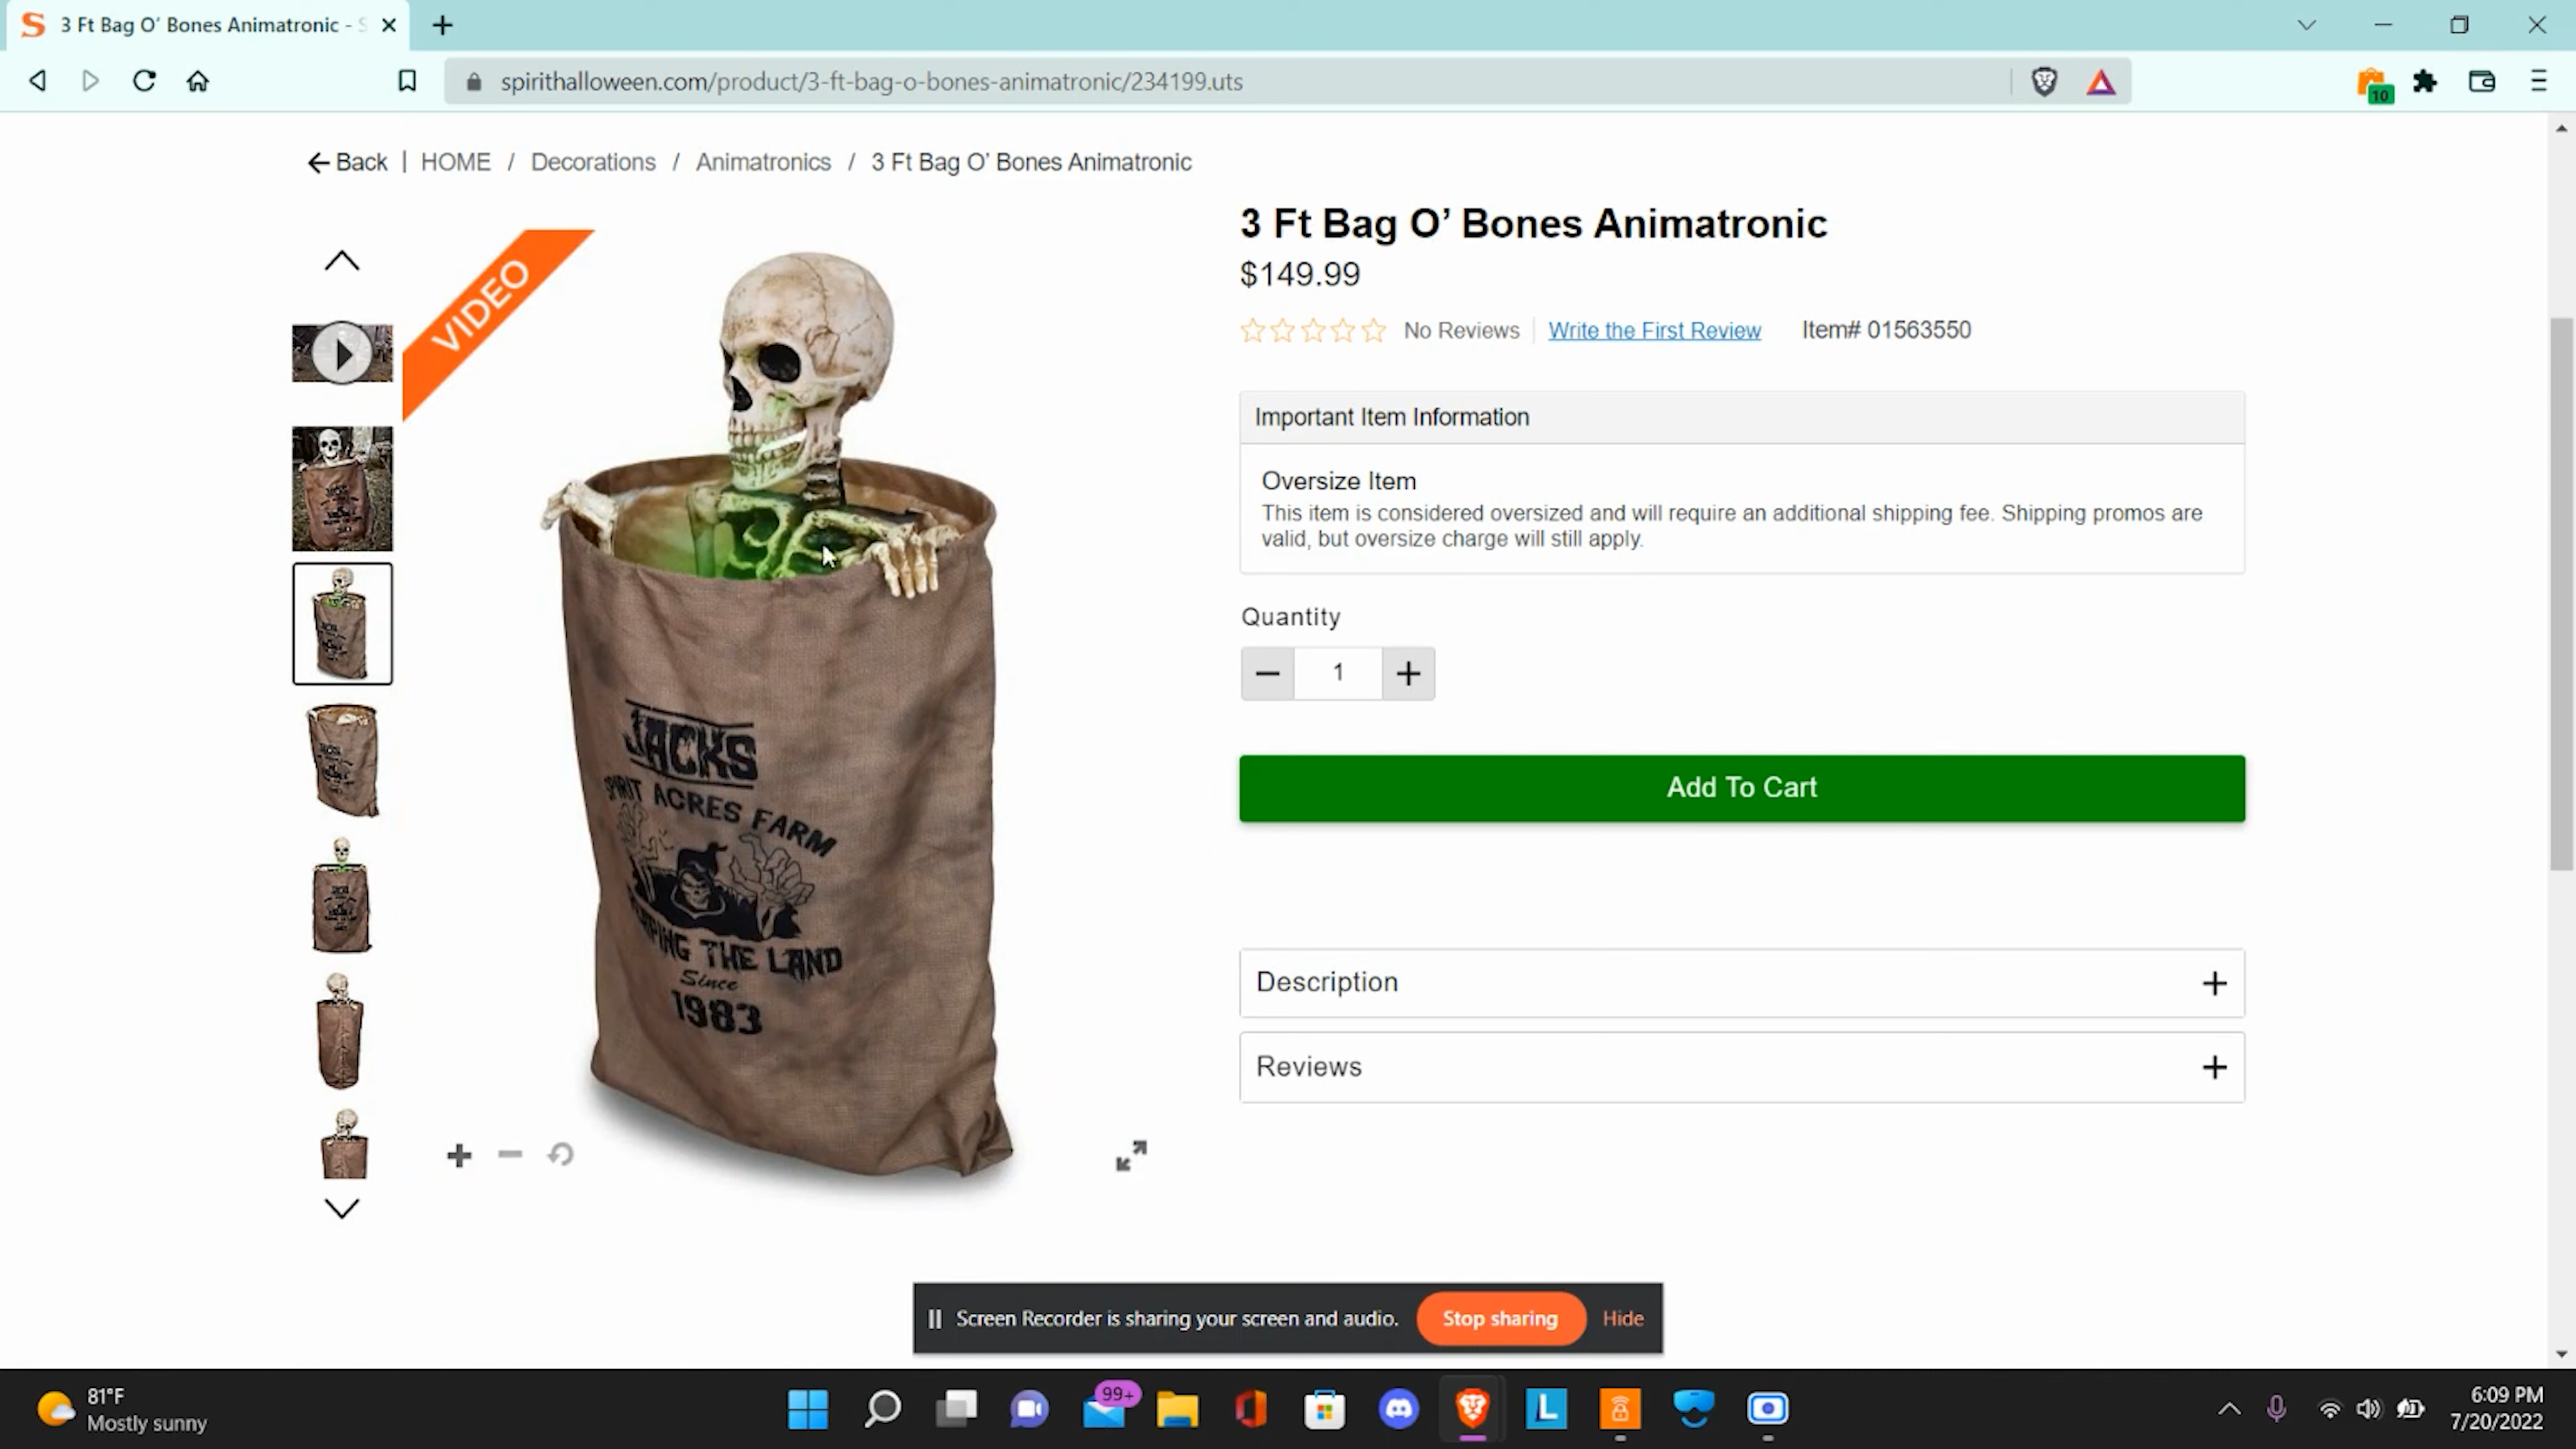 3 Ft Bag O’ Bones Animatronic - S
spirithalloween.com/product/3-ft-bag-o-bones-animatronic/234199.uts
10
Back | HOME / Decorations / Animatronics / 3 Ft Bag O’ Bones Animatronic
VIDEO
JACKS
SPIRIT ACRES FARM
THE LAND
Since
1983
3 Ft Bag O’ Bones Animatronic
$149.99
No Reviews
Write the First Review
Item# 01563550
Important Item Information
Oversize Item
This item is considered oversized and will require an additional shipping fee. Shipping promos are
valid, but oversize charge will still apply.
Quantity
1
Add To Cart
Description
Reviews
Screen Recorder is sharing your screen and audio.
Stop sharing
Hide
81°F
Mostly sunny
99+
L
6:09 PM
7/20/2022